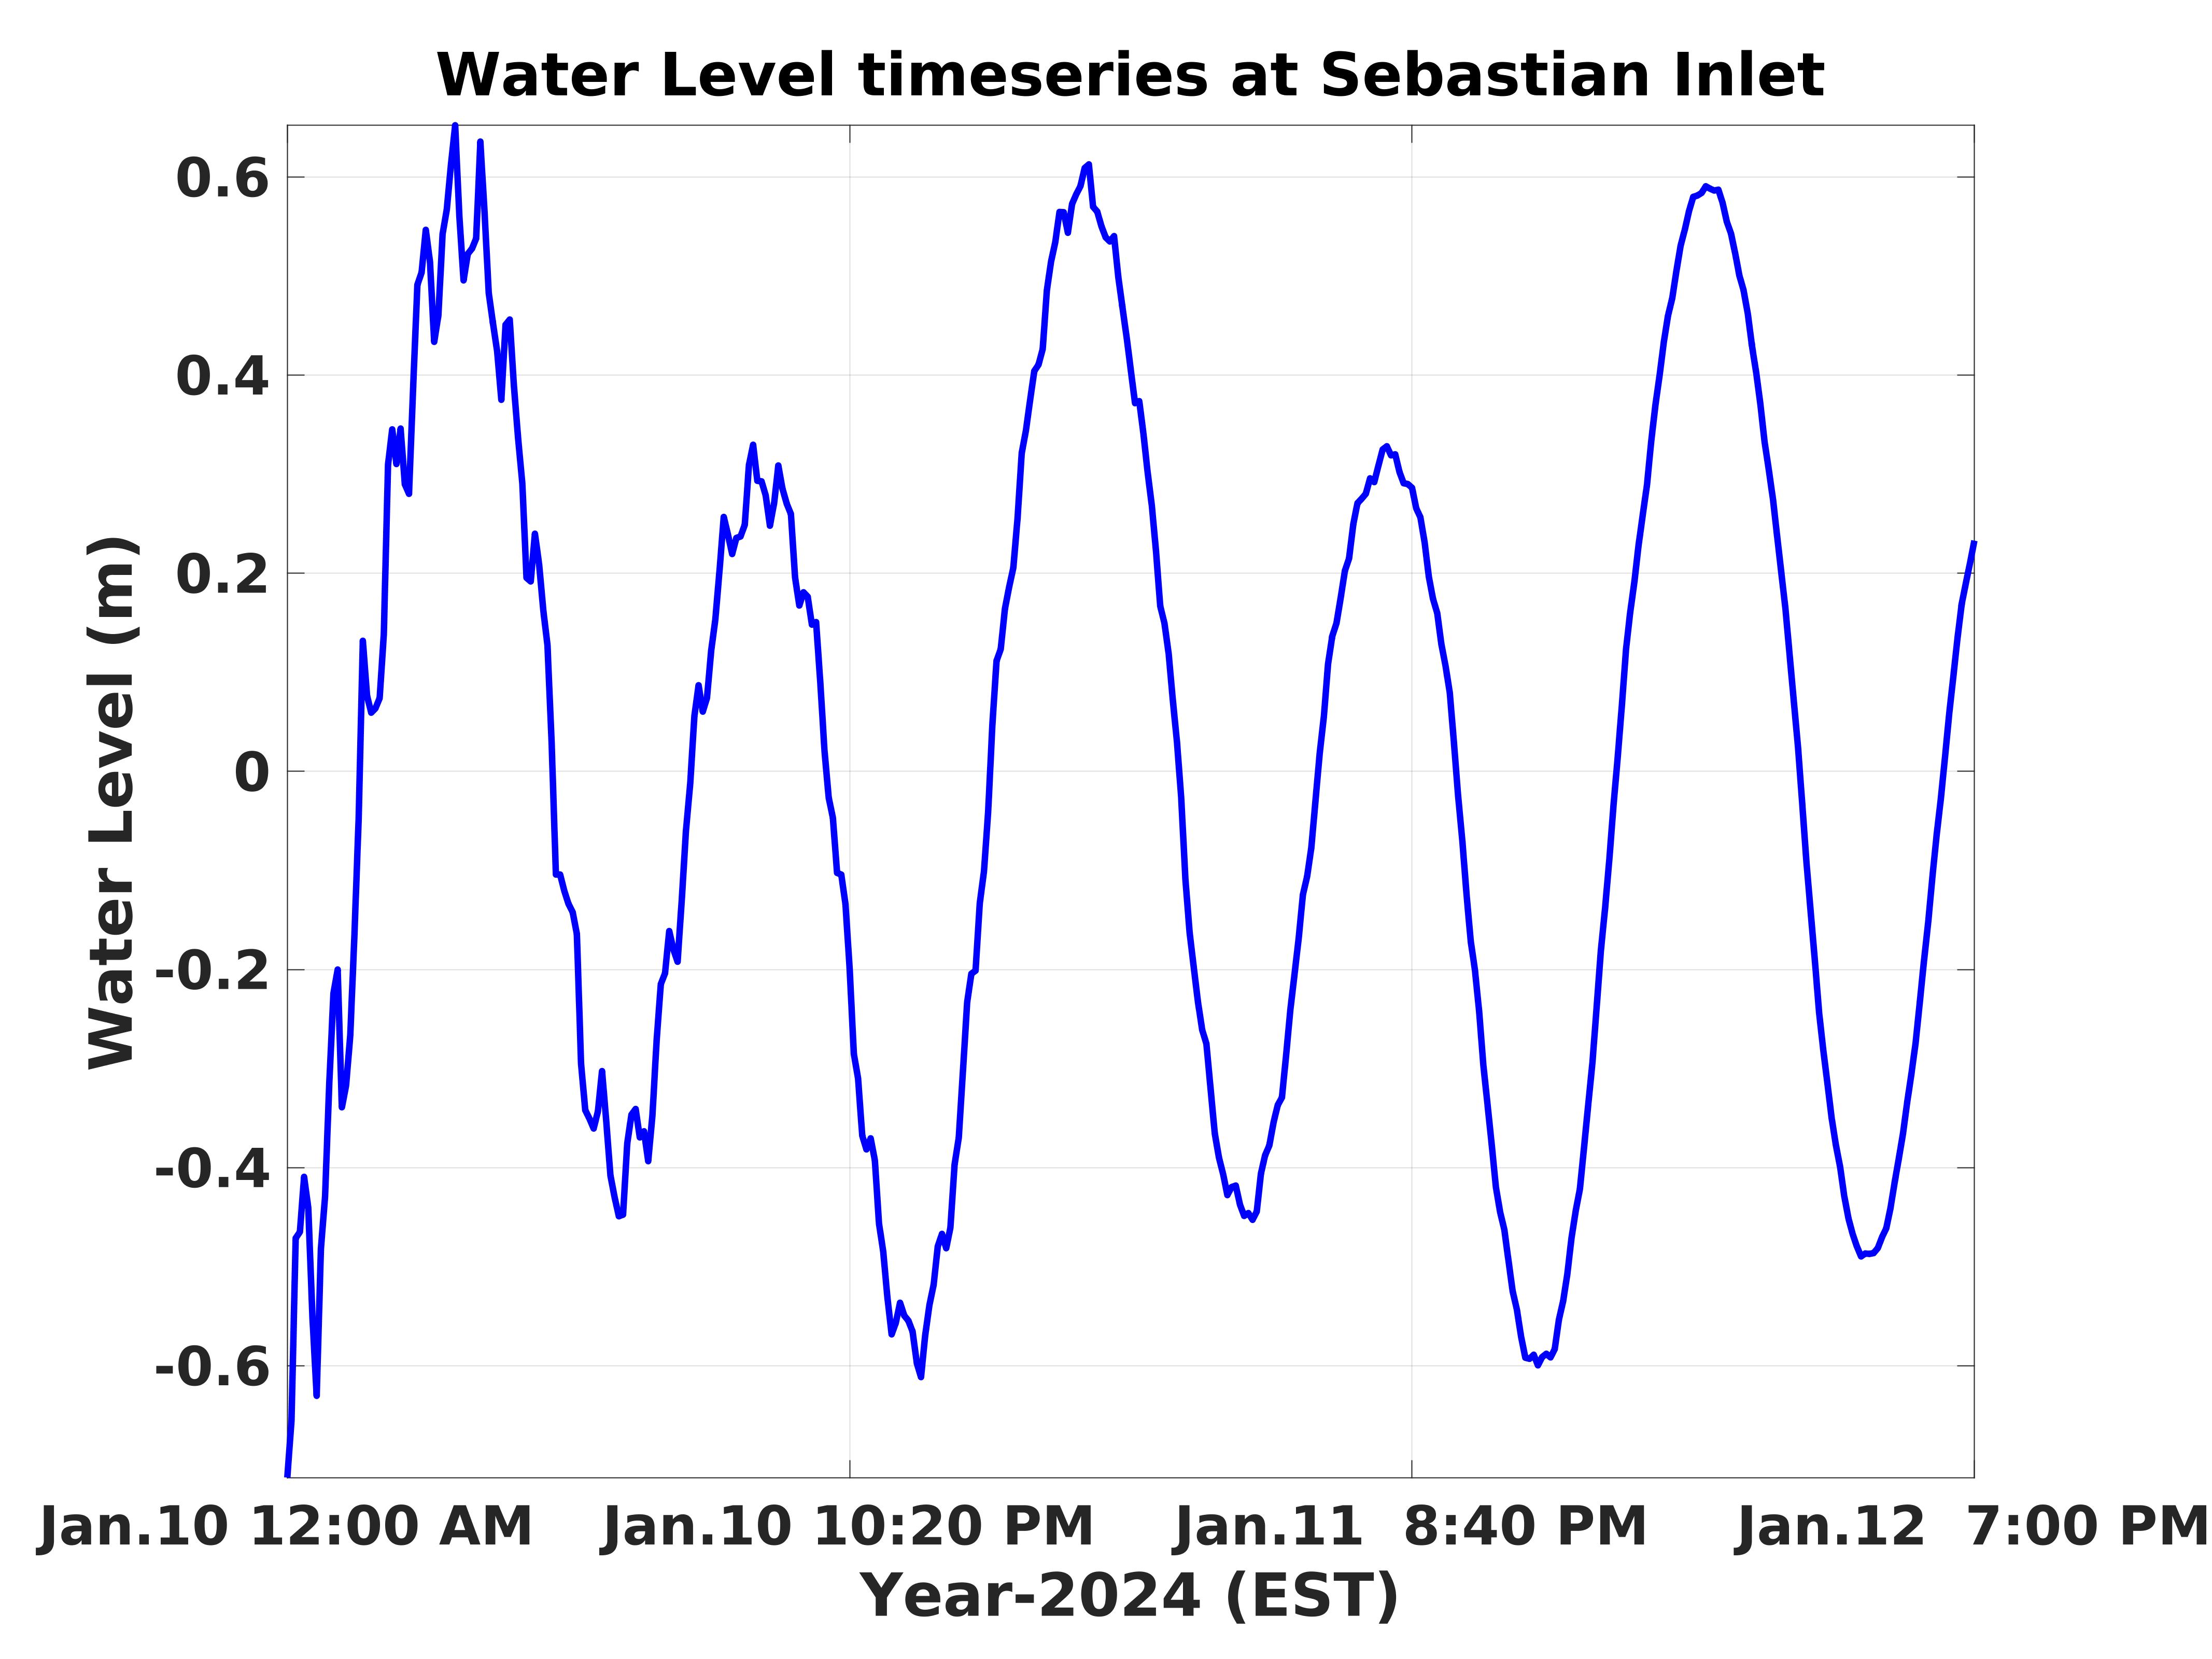 Water Level timeseries at Sebastian Inlet
0.6
0.4
0.2
0
-0.2
-0.4
-0.6
Water Level (m)
Jan.10 12:00 AM Jan.10 10:20 PM Jan.11 8:40 PM Jan.12 7:00 PM
Year-2024 (EST)